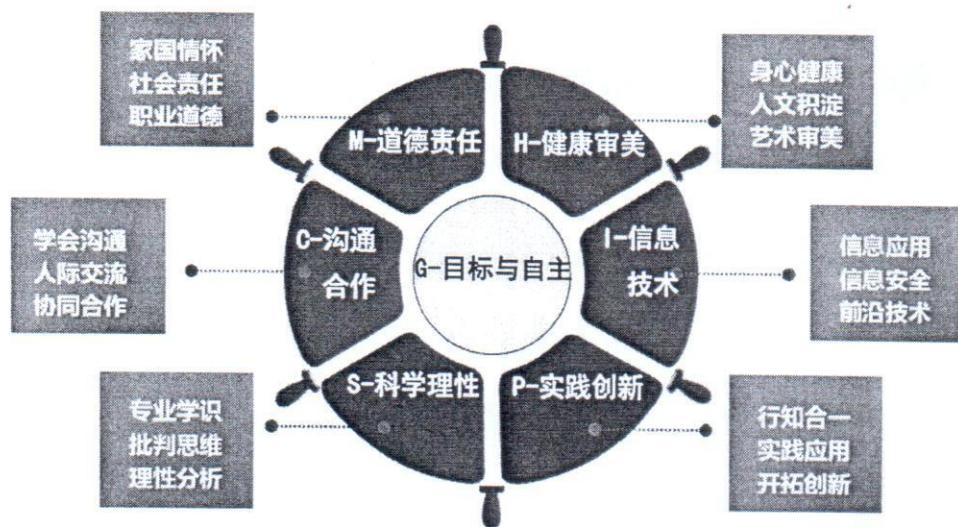 家国情怀
社会责任
职业道德
身心健康
人文积淀
艺术审美
M-道德责任
H-健康审美
学会沟通
人际交流
协同合作
C-沟通
合作
G-目标与自主
I-信息
技术
信息应用
信息安全
前沿技术
S-科学理性
P-实践创新
专业学识
批判思维
理性分析
行知合一
实践应用
开拓创新